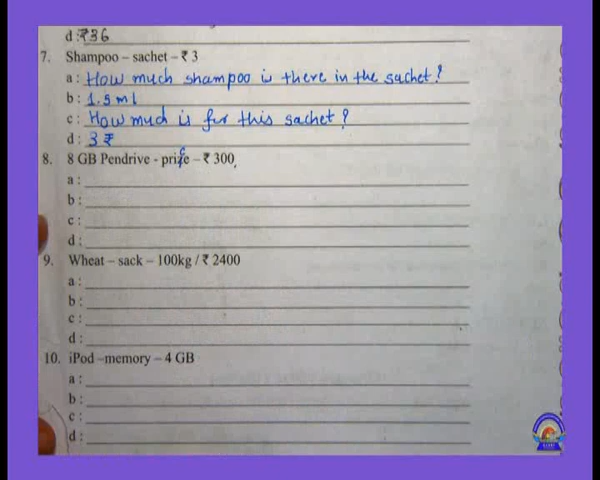 d : ₹36
7. Shampoo – sachet – ₹ 3
a : How much shampoo is there in the sachet?
b : 1.5 ml
c : How much is for this sachet?
d : 3 ₹
8. 8 GB Pendrive - price – ₹ 300
a :
b :
c :
d :
9. Wheat – sack – 100kg / ₹ 2400
a :
b :
c :
d :
10. iPod –memory – 4 GB
a :
b :
c :
d :